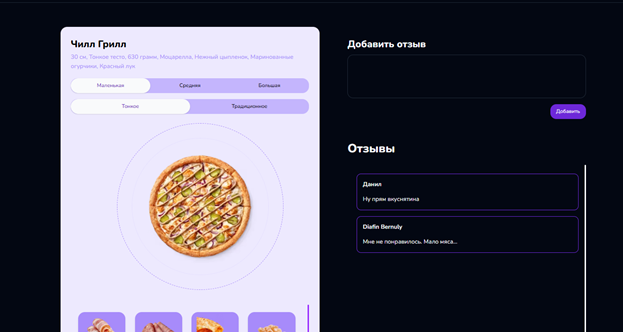 Чилл Грилл
30 см, Тонкое тесто, 630 грамм, Моцарелла, Нежный цыпленок, Маринованные
огурчики, Красный лук
Маленькая Средняя Большая
Тонкое Традиционное
Добавить отзыв
Добавить
Отзывы
Данил
Ну прям вкуснятина
Diafin Bernuly
Мне не понравилось. Мало мяса...